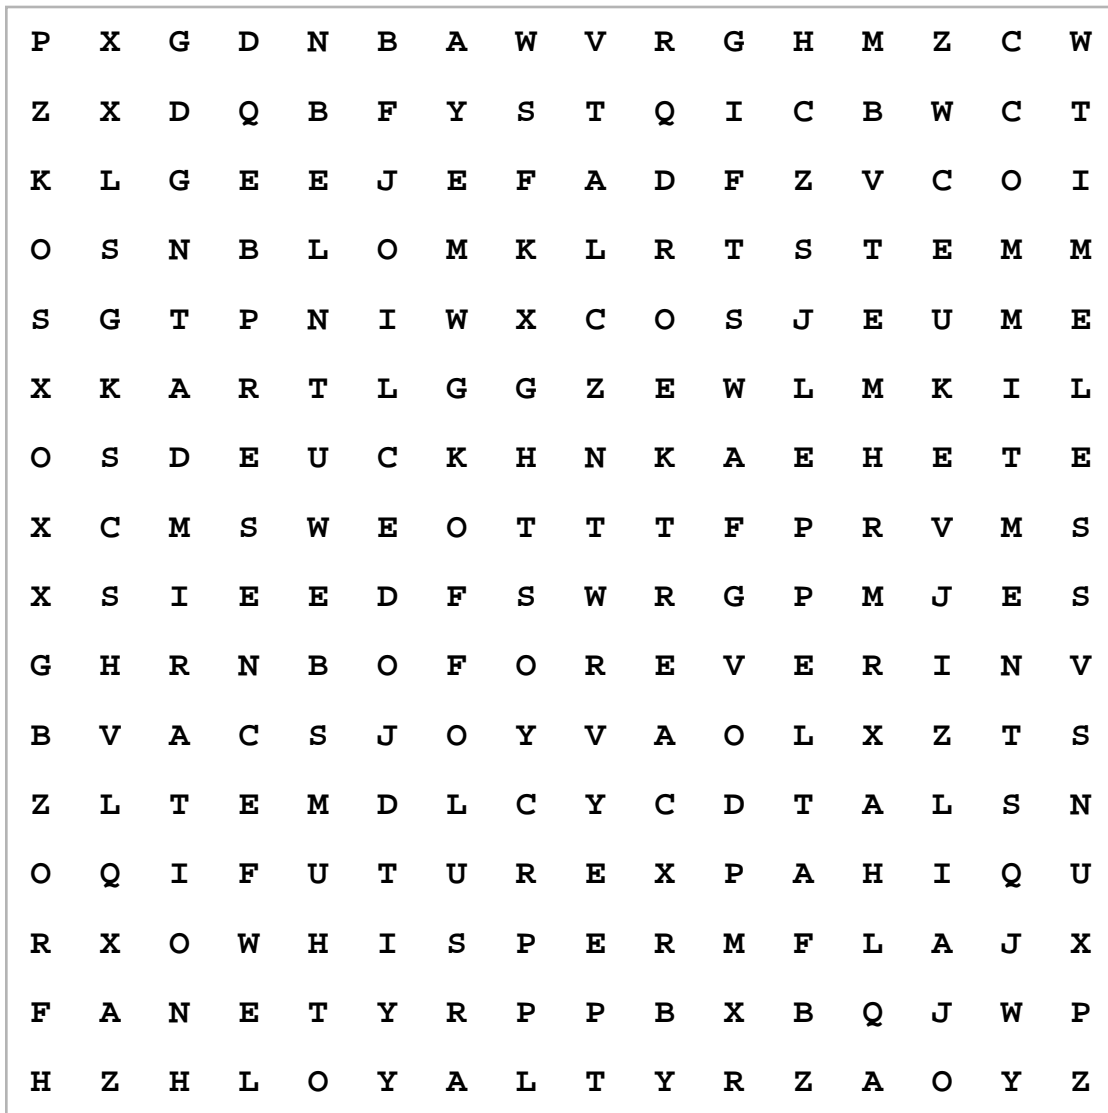 P X G D N B A W V R G H M Z C W
Z X D Q B F Y S T Q I C B W C T
K L G E E J E F A D F Z V C O I
O S N B L O M K L R T S T E M M
S G T P N I W X C O S J E U M E
X K A R T L G G Z E W L M K I L
O S D E U C K H N K A E H E T E
X C M S W E O T T T F P R V M S
X S I E E D F S W R G P M J E S
G H R N B O F O R E V E R I N V
B V A C S J O Y V A O L X Z T S
Z L T E M D L C Y C D T A L S N
O Q I F U T U R E X P A H I Q U
R X O W H I S P E R M F L A J X
F A N E T Y R P P B X B Q J W P
H Z H L O Y A L T Y R Z A O Y Z